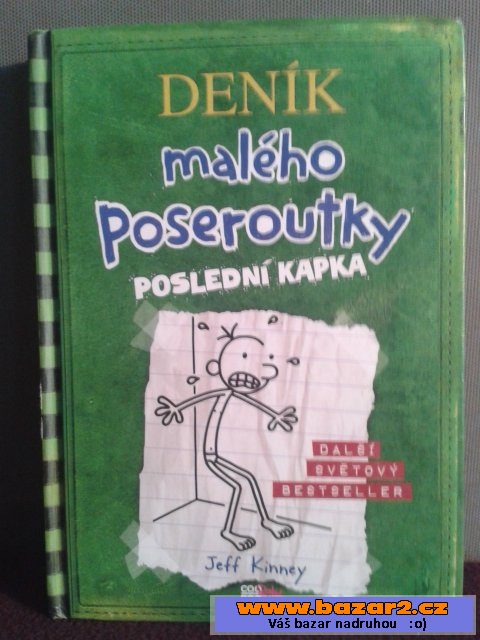 DENÍK
malého
poseroutky
POSLEDNÍ KAPKA
DALŠÍ
SVĚTOVÝ
BESTSELLER
Jeff Kinney
www.bazar2.cz
Váš bazar nadruhou :o)